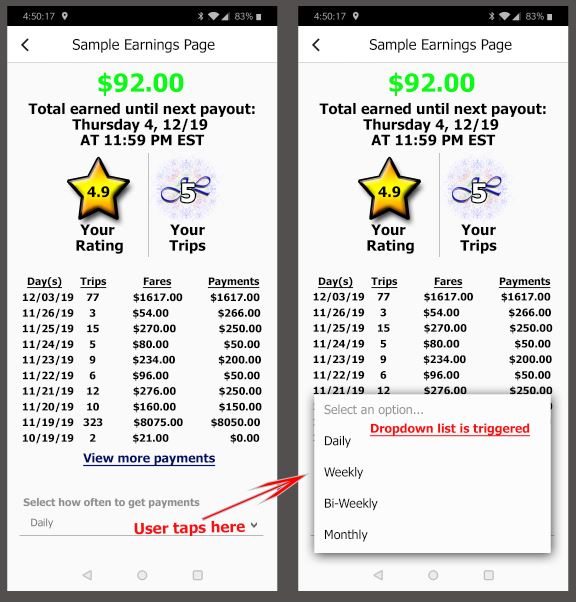 4:50:17 83%
Sample Earnings Page
$92.00
Total earned until next payout:
Thursday 4, 12/19
AT 11:59 PM EST
4.9 5
Your Rating Your Trips
Day(s) Trips Fares Payments
12/03/19 77 $1617.00 $1617.00
11/26/19 3 $54.00 $266.00
11/25/19 15 $270.00 $250.00
11/24/19 5 $80.00 $50.00
11/23/19 9 $234.00 $200.00
11/22/19 6 $96.00 $50.00
11/21/19 12 $276.00 $250.00
11/20/19 10 $160.00 $150.00
11/19/19 323 $8075.00 $8050.00
10/19/19 2 $21.00 $0.00
View more payments
Select how often to get payments
Daily
User taps here
4:50:17 83%
Sample Earnings Page
$92.00
Total earned until next payout:
Thursday 4, 12/19
AT 11:59 PM EST
4.9 5
Your Rating Your Trips
Day(s) Trips Fares Payments
12/03/19 77 $1617.00 $1617.00
11/26/19 3 $54.00 $266.00
11/25/19 15 $270.00 $250.00
11/24/19 5 $80.00 $50.00
11/23/19 9 $234.00 $200.00
11/22/19 6 $96.00 $50.00
11/21/19 12 $276.00 $250.00
Select an option...
Dropdown list is triggered
Daily
Weekly
Bi-Weekly
Monthly